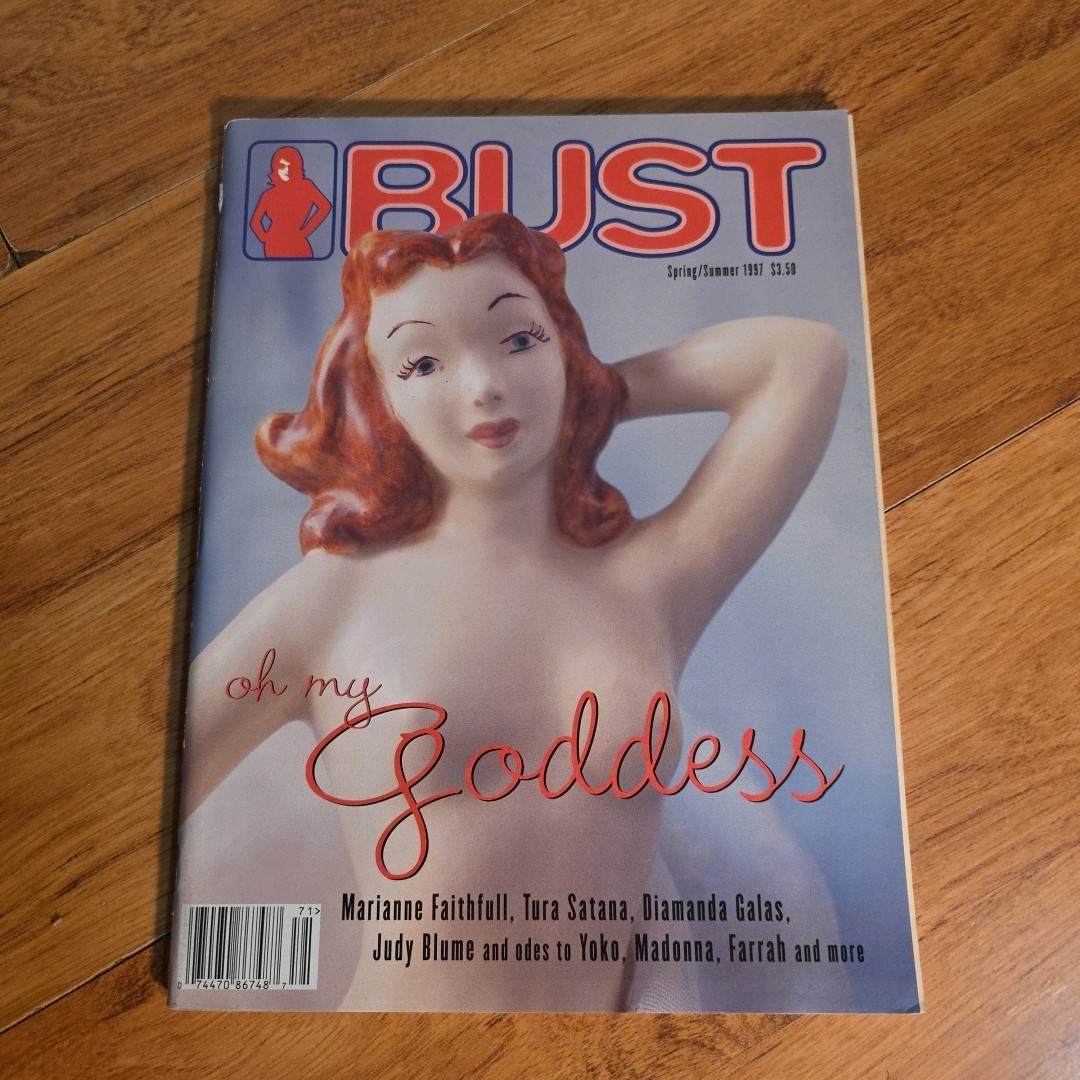 BUST
Spring/Summer 1997 $3.50
oh my
goddess
Marianne Faithfull, Tura Satana, Diamanda Galas,
Judy Blume and odes to Yoko, Madonna, Farrah and more
71>
0 74470 86748 7